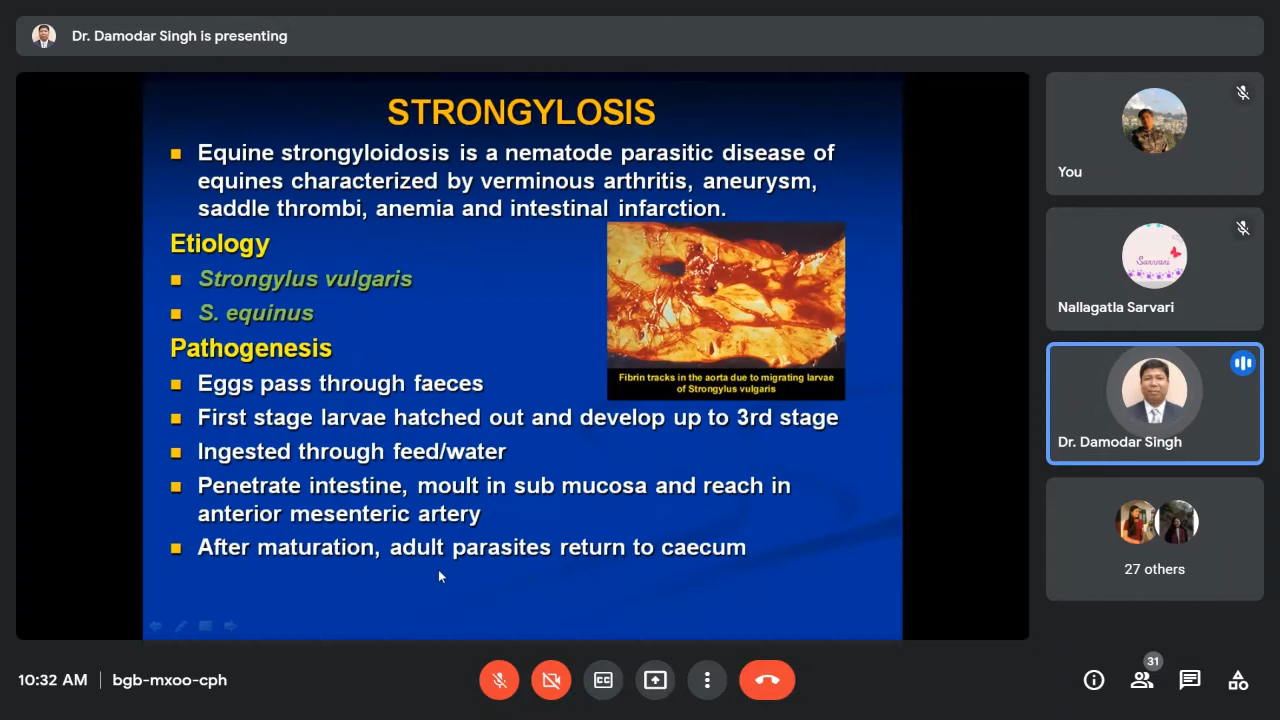 Dr. Damodar Singh is presenting
STRONGYLOSIS
Equine strongyloidosis is a nematode parasitic disease of
equines characterized by verminous arthritis, aneurysm,
saddle thrombi, anemia and intestinal infarction.
Etiology
Strongylus vulgaris
S. equinus
Fibrin tracks in the aorta due to migrating larvae
of Strongylus vulgaris
Pathogenesis
Eggs pass through faeces
First stage larvae hatched out and develop up to 3rd stage
Ingested through feed/water
Penetrate intestine, moult in sub mucosa and reach in
anterior mesenteric artery
After maturation, adult parasites return to caecum
You
Sarvari
Nallagatla Sarvari
Dr. Damodar Singh
27 others
10:32 AM | bgb-mxoo-cph
CC
31